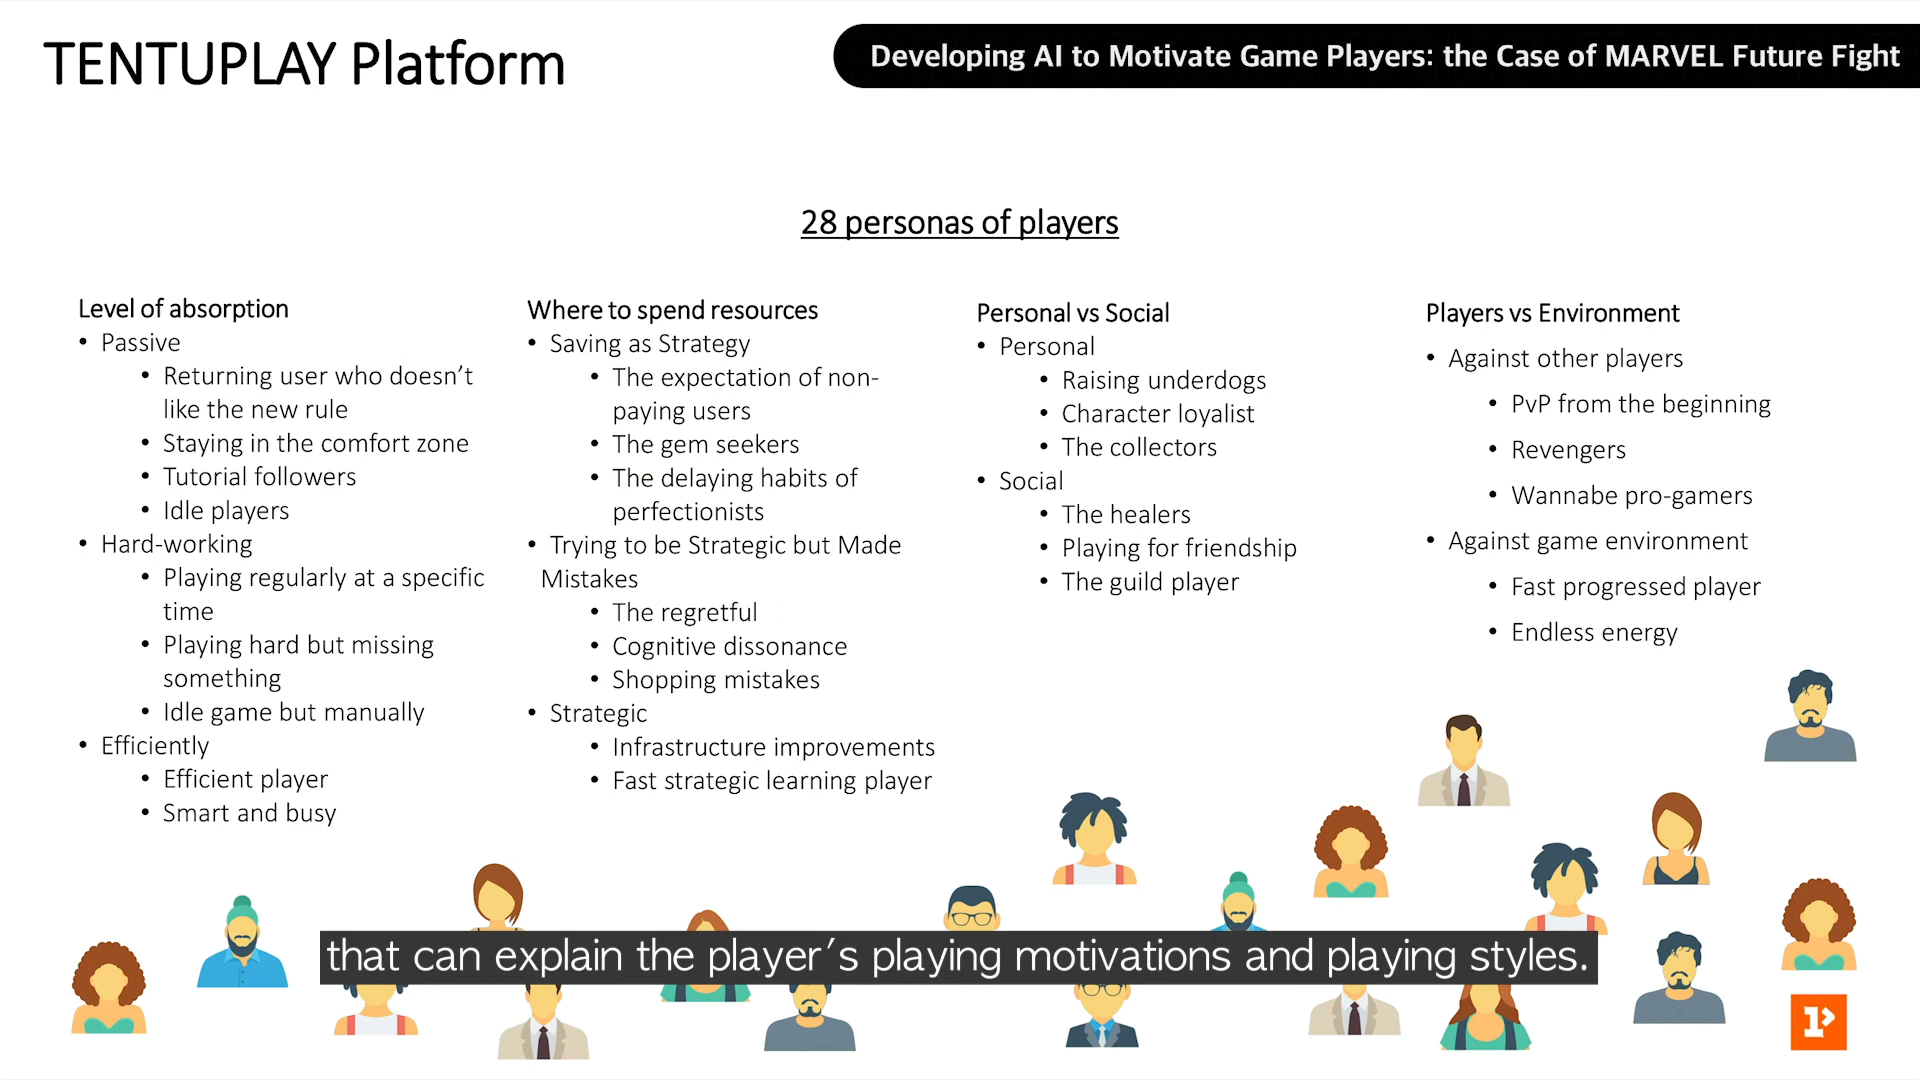 TENTUPLAY Platform
Developing AI to Motivate Game Players: the Case of MARVEL Future Fight
28 personas of players
Level of absorption
• Passive
• Returning user who doesn’t
like the new rule
• Staying in the comfort zone
• Tutorial followers
• Idle players
• Hard-working
• Playing regularly at a specific
time
• Playing hard but missing
something
• Idle game but manually
• Efficiently
• Efficient player
• Smart and busy
Where to spend resources
• Saving as Strategy
• The expectation of non-
paying users
• The gem seekers
• The delaying habits of
perfectionists
• Trying to be Strategic but Made
Mistakes
• The regretful
• Cognitive dissonance
• Shopping mistakes
• Strategic
• Infrastructure improvements
• Fast strategic learning player
Personal vs Social
• Personal
• Raising underdogs
• Character loyalist
• The collectors
• Social
• The healers
• Playing for friendship
• The guild player
Players vs Environment
• Against other players
• PvP from the beginning
• Revengers
• Wannabe pro-gamers
• Against game environment
• Fast progressed player
• Endless energy
that can explain the player's playing motivations and playing styles.